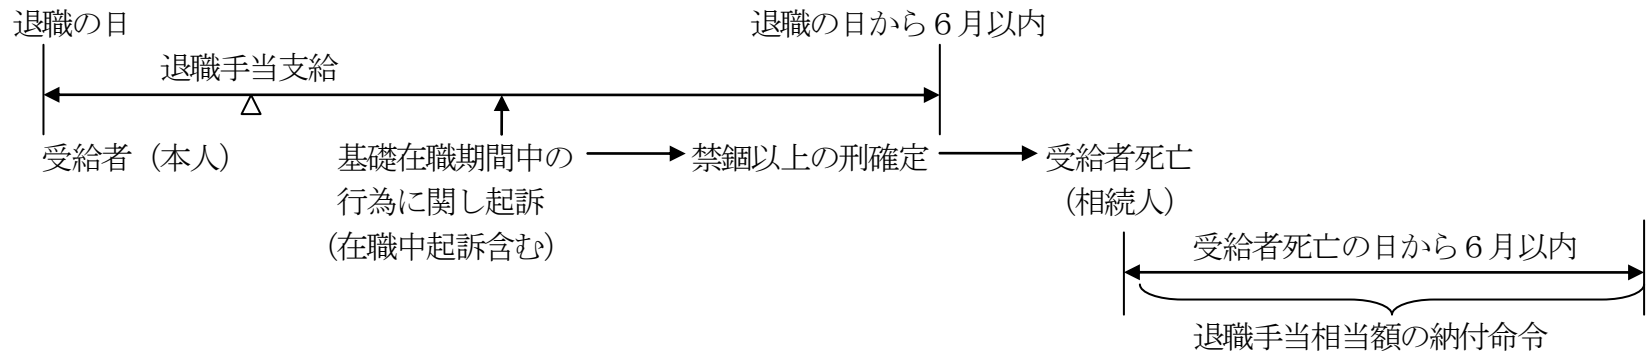 退職の日
退職の日から６月以内
退職手当支給
△
受給者（本人）
基礎在職期間中の
行為に関し起訴
（在職中起訴含む）
禁錮以上の刑確定
受給者死亡
（相続人）
受給者死亡の日から６月以内
退職手当相当額の納付命令